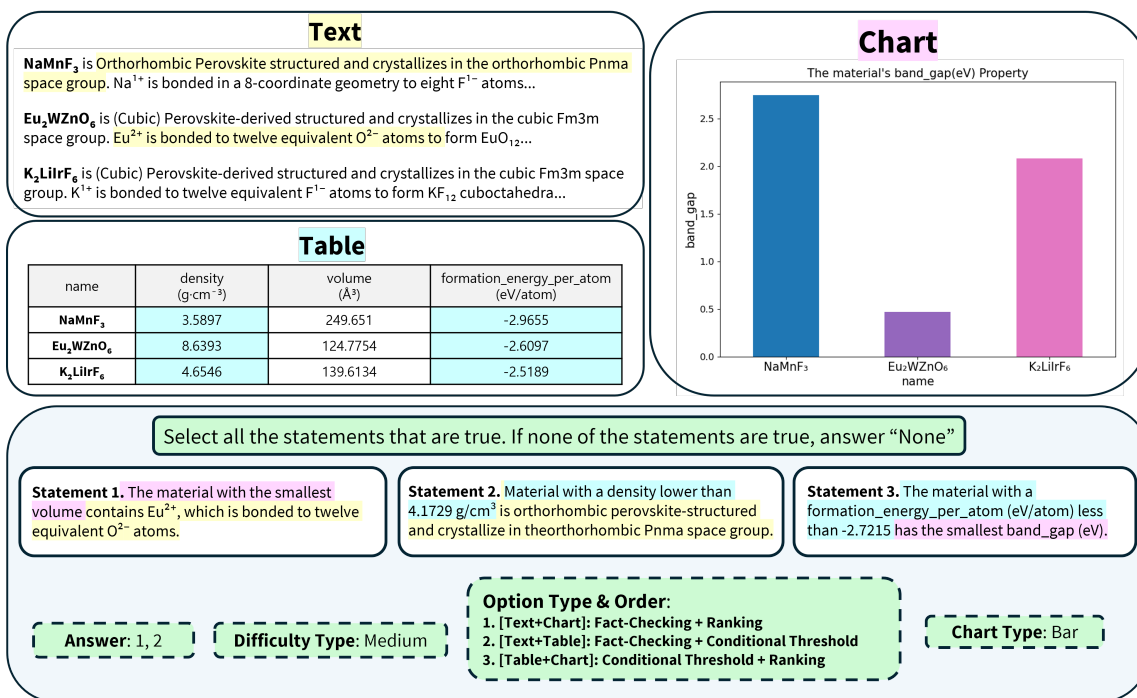 Text
NaMnF₃ is Orthorhombic Perovskite structured and crystallizes in the orthorhombic Pnma
space group. Na¹⁺ is bonded in a 8-coordinate geometry to eight F¹⁻ atoms...
Eu₂WZnO₆ is (Cubic) Perovskite-derived structured and crystallizes in the cubic Fm3m
space group. Eu²⁺ is bonded to twelve equivalent O²⁻ atoms to form EuO₁₂...
K₂LiIrF₆ is (Cubic) Perovskite-derived structured and crystallizes in the cubic Fm3m space
group. K¹⁺ is bonded to twelve equivalent F¹⁻ atoms to form KF₁₂ cuboctahedra...
Table
name density (g·cm⁻³) volume (Å³) formation_energy_per_atom (eV/atom)
NaMnF₃ 3.5897 249.651 -2.9655
Eu₂WZnO₆ 8.6393 124.7754 -2.6097
K₂LiIrF₆ 4.6546 139.6134 -2.5189
Chart
The material's band_gap(eV) Property
band_gap
2.5
2.0
1.5
1.0
0.5
0.0
NaMnF₃ Eu₂WZnO₆ K₂LiIrF₆
name
Select all the statements that are true. If none of the statements are true, answer “None”
Statement 1. The material with the smallest
volume contains Eu²⁺, which is bonded to twelve
equivalent O²⁻ atoms.
Statement 2. Material with a density lower than
4.1729 g/cm³ is orthorhombic perovskite-structured
and crystallize in theorthorhombic Pnma space group.
Statement 3. The material with a
formation_energy_per_atom (eV/atom) less
than -2.7215 has the smallest band_gap (eV).
Answer: 1, 2
Difficulty Type: Medium
Option Type & Order:
1. [Text+Chart]: Fact-Checking + Ranking
2. [Text+Table]: Fact-Checking + Conditional Threshold
3. [Table+Chart]: Conditional Threshold + Ranking
Chart Type: Bar